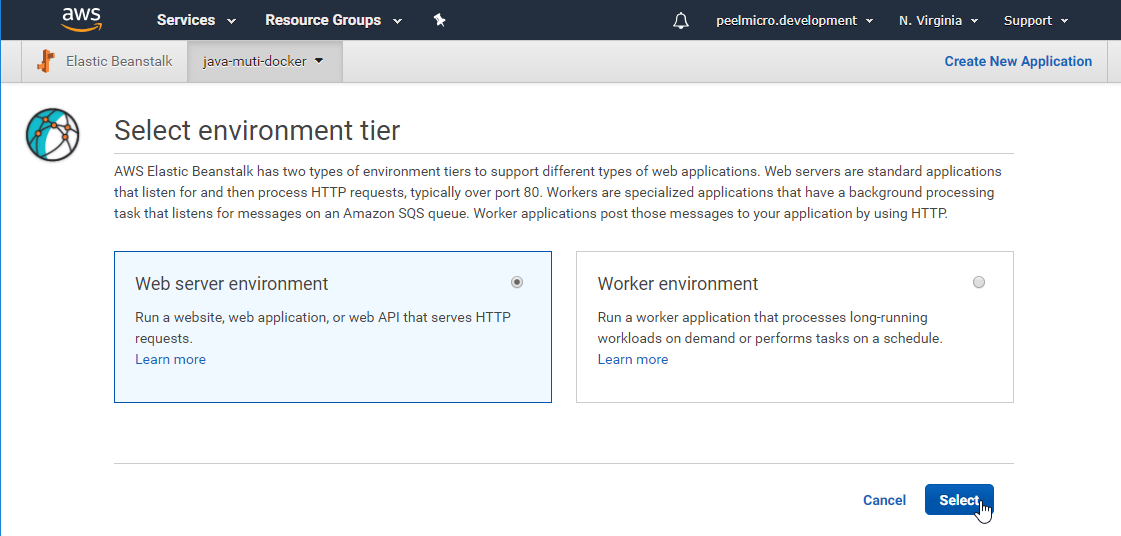 aws Services Resource Groups peelmicro.development N. Virginia Support
Elastic Beanstalk java-muti-docker Create New Application
Select environment tier
AWS Elastic Beanstalk has two types of environment tiers to support different types of web applications. Web servers are standard applications
that listen for and then process HTTP requests, typically over port 80. Workers are specialized applications that have a background processing
task that listens for messages on an Amazon SQS queue. Worker applications post those messages to your application by using HTTP.
Web server environment
Run a website, web application, or web API that serves HTTP
requests.
Learn more
Worker environment
Run a worker application that processes long-running
workloads on demand or performs tasks on a schedule.
Learn more
Cancel Select